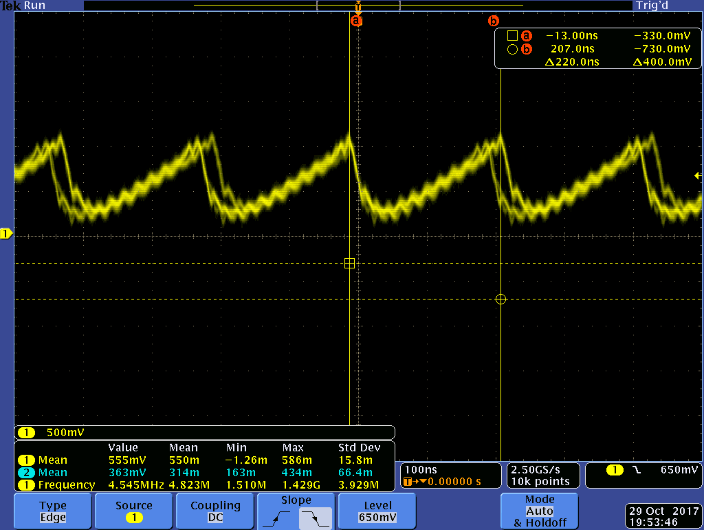 Tek Run
Trig'd
a
b
a −13.00ns −330.0mV
b 207.0ns −730.0mV
Δ220.0ns Δ400.0mV
1
1 500mV
Value Mean Min Max Std Dev
1 Mean 555mV 550m −1.26m 586m 15.8m
2 Mean 363mV 314m 163m 434m 66.4m
1 Frequency 4.545MHz 4.823M 1.510M 1.429G 3.929M
100ns
T→▼0.00000 s
2.50GS/s
10k points
1 650mV
Type
Edge
Source
1
Coupling
DC
Slope
Level
650mV
Mode
Auto
& Holdoff
29 Oct 2017
19:53:46